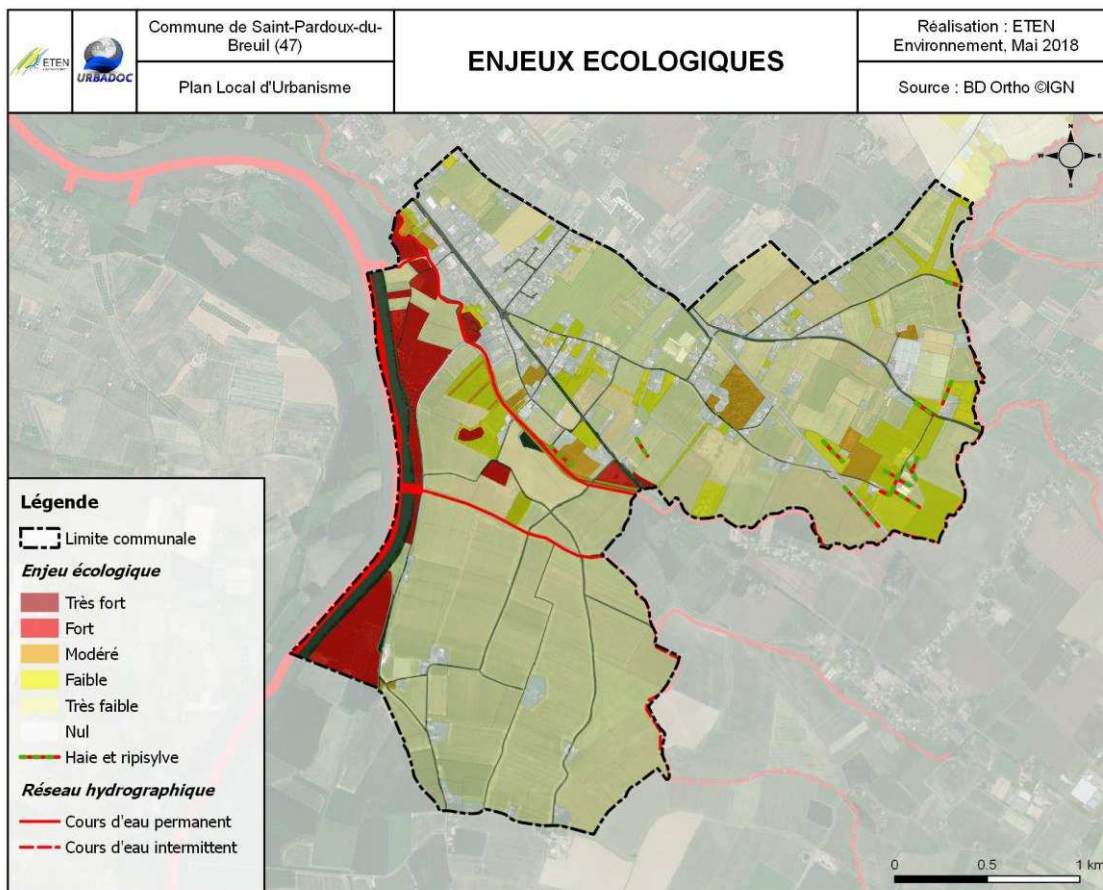 ETEN
URBADOC
Commune de Saint-Pardoux-du-
Breuil (47)
Plan Local d'Urbanisme
ENJEUX ECOLOGIQUES
Réalisation : ETEN
Environnement, Mai 2018
Source : BD Ortho ©IGN
N
W
E
S
Légende
Limite communale
Enjeu écologique
Très fort
Fort
Modéré
Faible
Très faible
Nul
Haie et ripisylve
Réseau hydrographique
Cours d'eau permanent
Cours d'eau intermittent
0 0.5 1 km